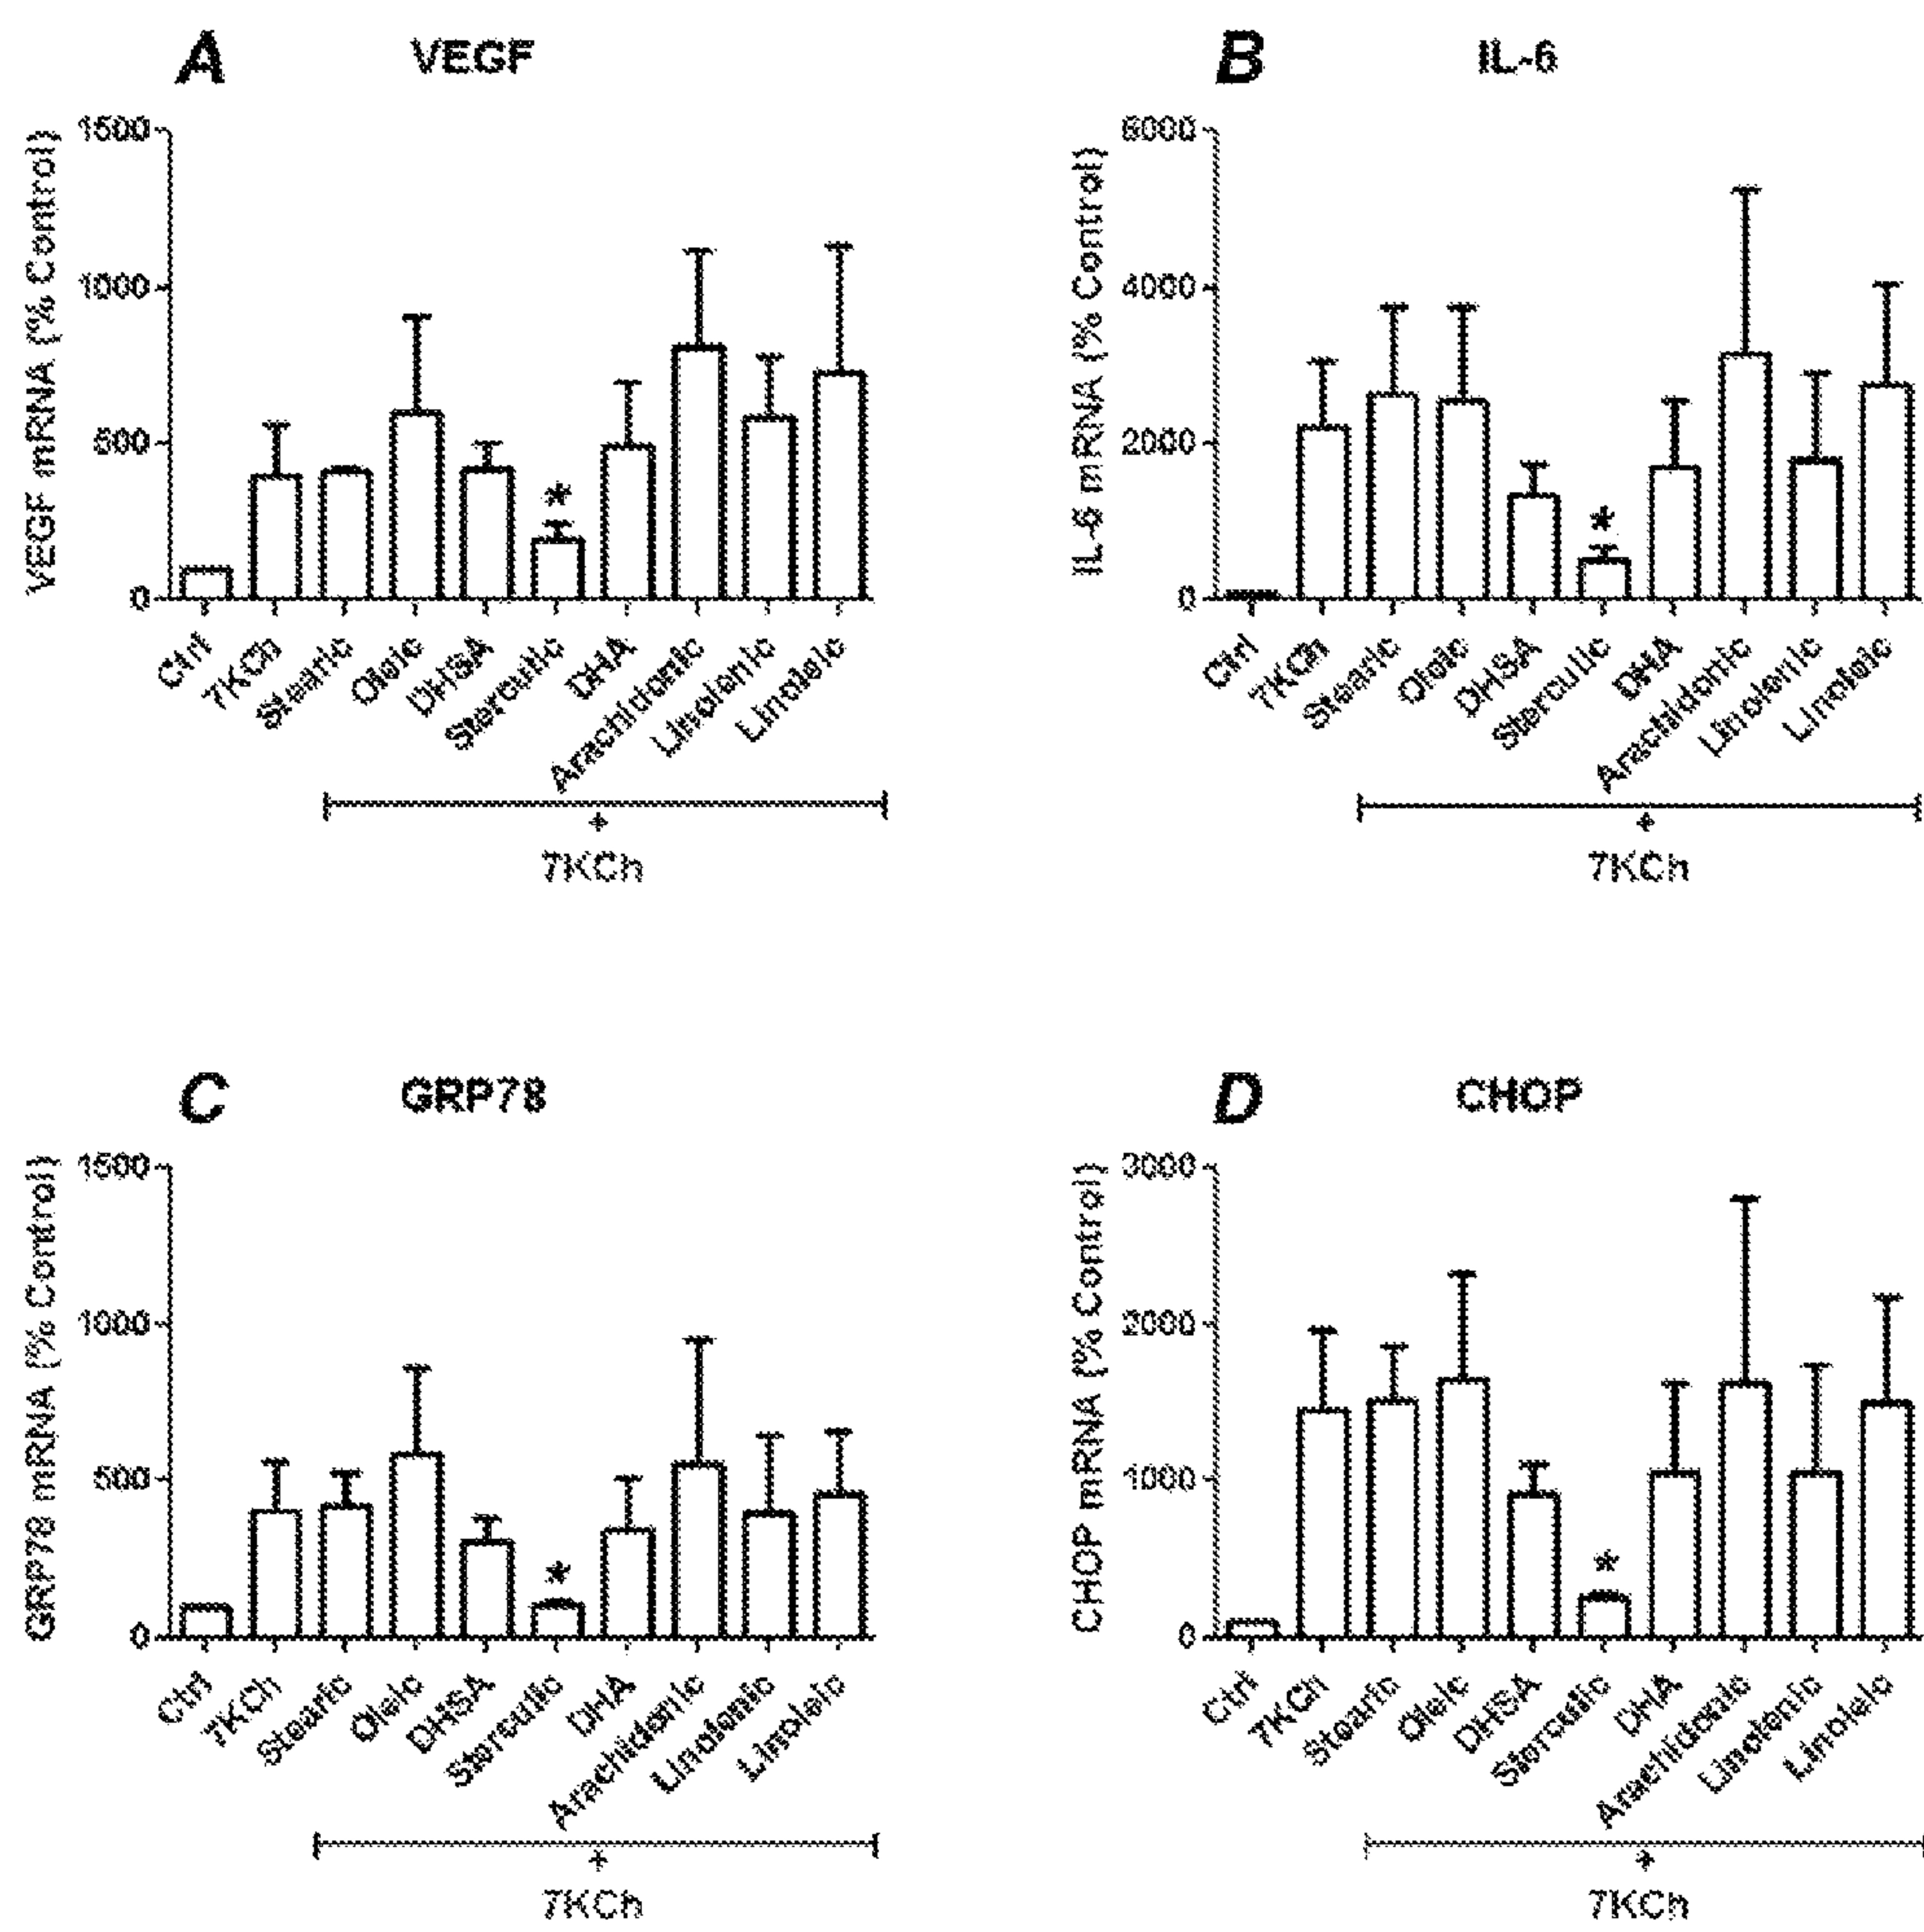 A VEGF
VEGF mRNA (% Control)
1500
1000
500
0
Ctrl
7KCh
Stearic
Oleic
DHSA
*
Sterculic
DHA
Arachidonic
Linolenic
Linoleic
+
7KCh
B IL-6
IL-6 mRNA (% Control)
6000
4000
2000
0
Ctrl
7KCh
Stearic
Oleic
DHSA
*
Sterculic
DHA
Arachidonic
Linolenic
Linoleic
+
7KCh
C GRP78
GRP78 mRNA (% Control)
1500
1000
500
0
Ctrl
7KCh
Stearic
Oleic
DHSA
*
Sterculic
DHA
Arachidonic
Linolenic
Linoleic
+
7KCh
D CHOP
CHOP mRNA (% Control)
3000
2000
1000
0
Ctrl
7KCh
Stearic
Oleic
DHSA
*
Sterculic
DHA
Arachidonic
Linolenic
Linoleic
+
7KCh